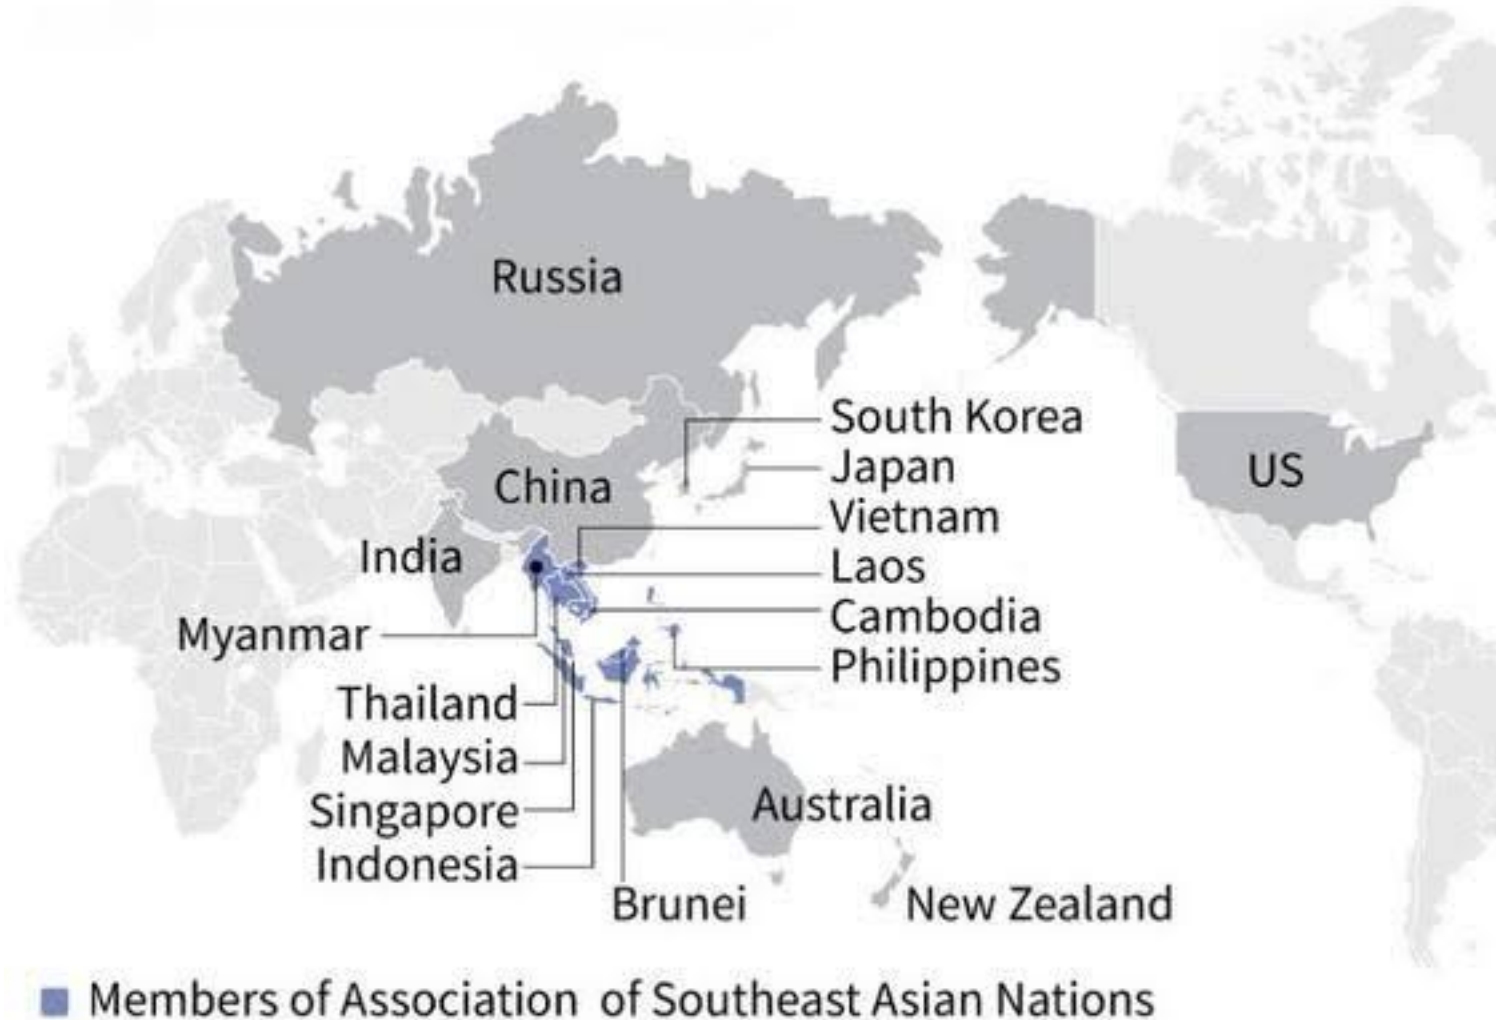 Russia
South Korea
Japan
China
US
Vietnam
India
Laos
Cambodia
Myanmar
Philippines
Thailand
Malaysia
Singapore
Australia
Indonesia
Brunei
New Zealand
Members of Association of Southeast Asian Nations